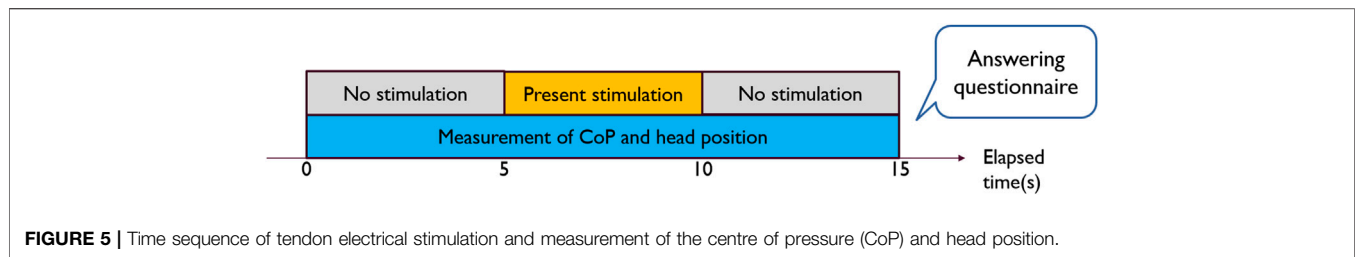 Answering
questionnaire
No stimulation
Present stimulation
No stimulation
Measurement of CoP and head position
0
5
10
15
Elapsed
time(s)
FIGURE 5 | Time sequence of tendon electrical stimulation and measurement of the centre of pressure (CoP) and head position.